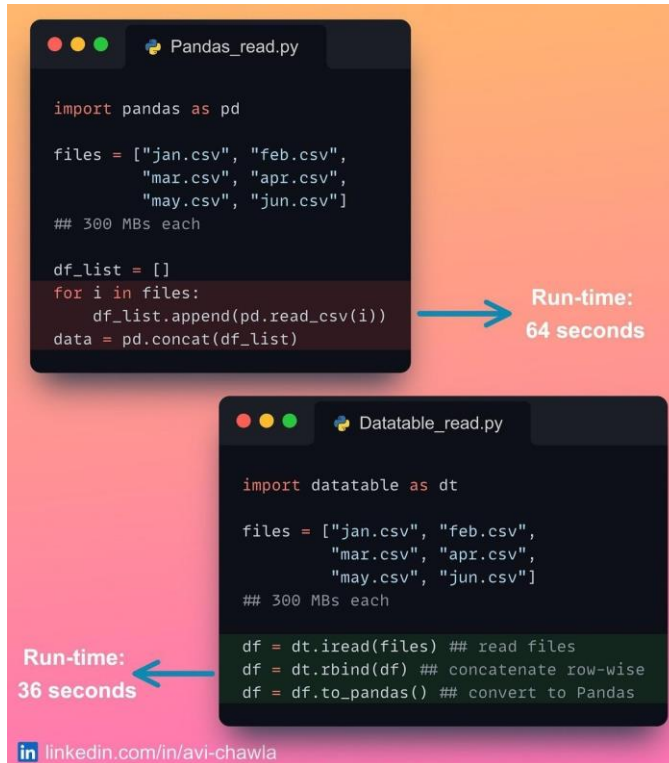 Pandas_read.py
import pandas as pd
files = ["jan.csv", "feb.csv",
"mar.csv", "apr.csv",
"may.csv", "jun.csv"]
## 300 MBs each
df_list = []
for i in files:
    df_list.append(pd.read_csv(i))
data = pd.concat(df_list)
Run-time:
64 seconds
Datatable_read.py
import datatable as dt
files = ["jan.csv", "feb.csv",
"mar.csv", "apr.csv",
"may.csv", "jun.csv"]
## 300 MBs each
df = dt.iread(files) ## read files
df = dt.rbind(df) ## concatenate row-wise
df = df.to_pandas() ## convert to Pandas
Run-time:
36 seconds
in linkedin.com/in/avi-chawla